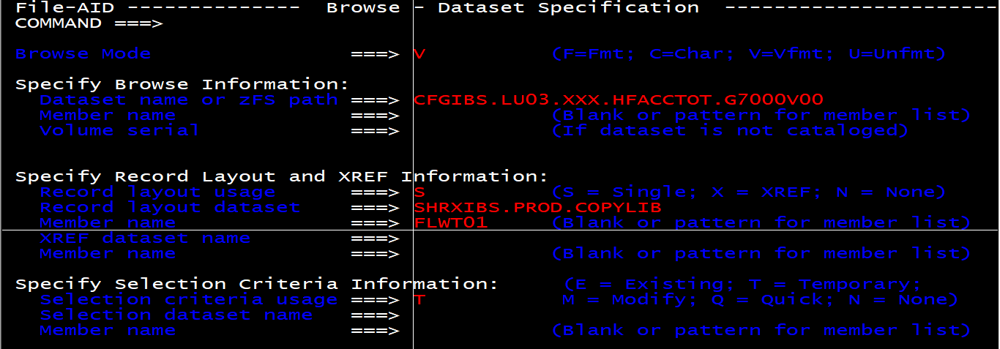 File-AID -------------- Browse - Dataset Specification ----------------------
COMMAND ===>
Browse Mode ===> V (F=Fmt; C=Char; V=Vfmt; U=Unfmt)
Specify Browse Information:
Dataset name or zFS path ===> CFGIBS.LU03.XXX.HFACCTOT.G7000V00
Member name ===> (Blank or pattern for member list)
Volume serial ===> (If dataset is not cataloged)
Specify Record Layout and XREF Information:
Record layout usage ===> S (S = Single; X = XREF; N = None)
Record layout dataset ===> SHRXIBS.PROD.COPYLIB
Member name ===> FLWT01 (Blank or pattern for member list)
XREF dataset name ===>
Member name ===> (Blank or pattern for member list)
Specify Selection Criteria Information: (E = Existing; T = Temporary;
Selection criteria usage ===> T M = Modify; Q = Quick; N = None)
Selection dataset name ===>
Member name ===> (Blank or pattern for member list)